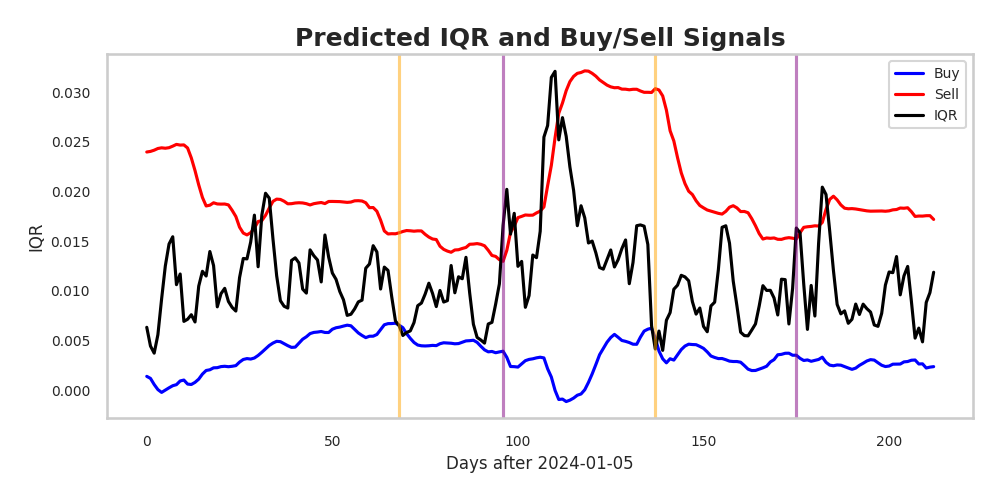 Predicted IQR and Buy/Sell Signals
Buy
Sell
IQR
0.030
0.025
0.020
0.015
0.010
0.005
0.000
IQR
0
50
100
150
200
Days after 2024-01-05